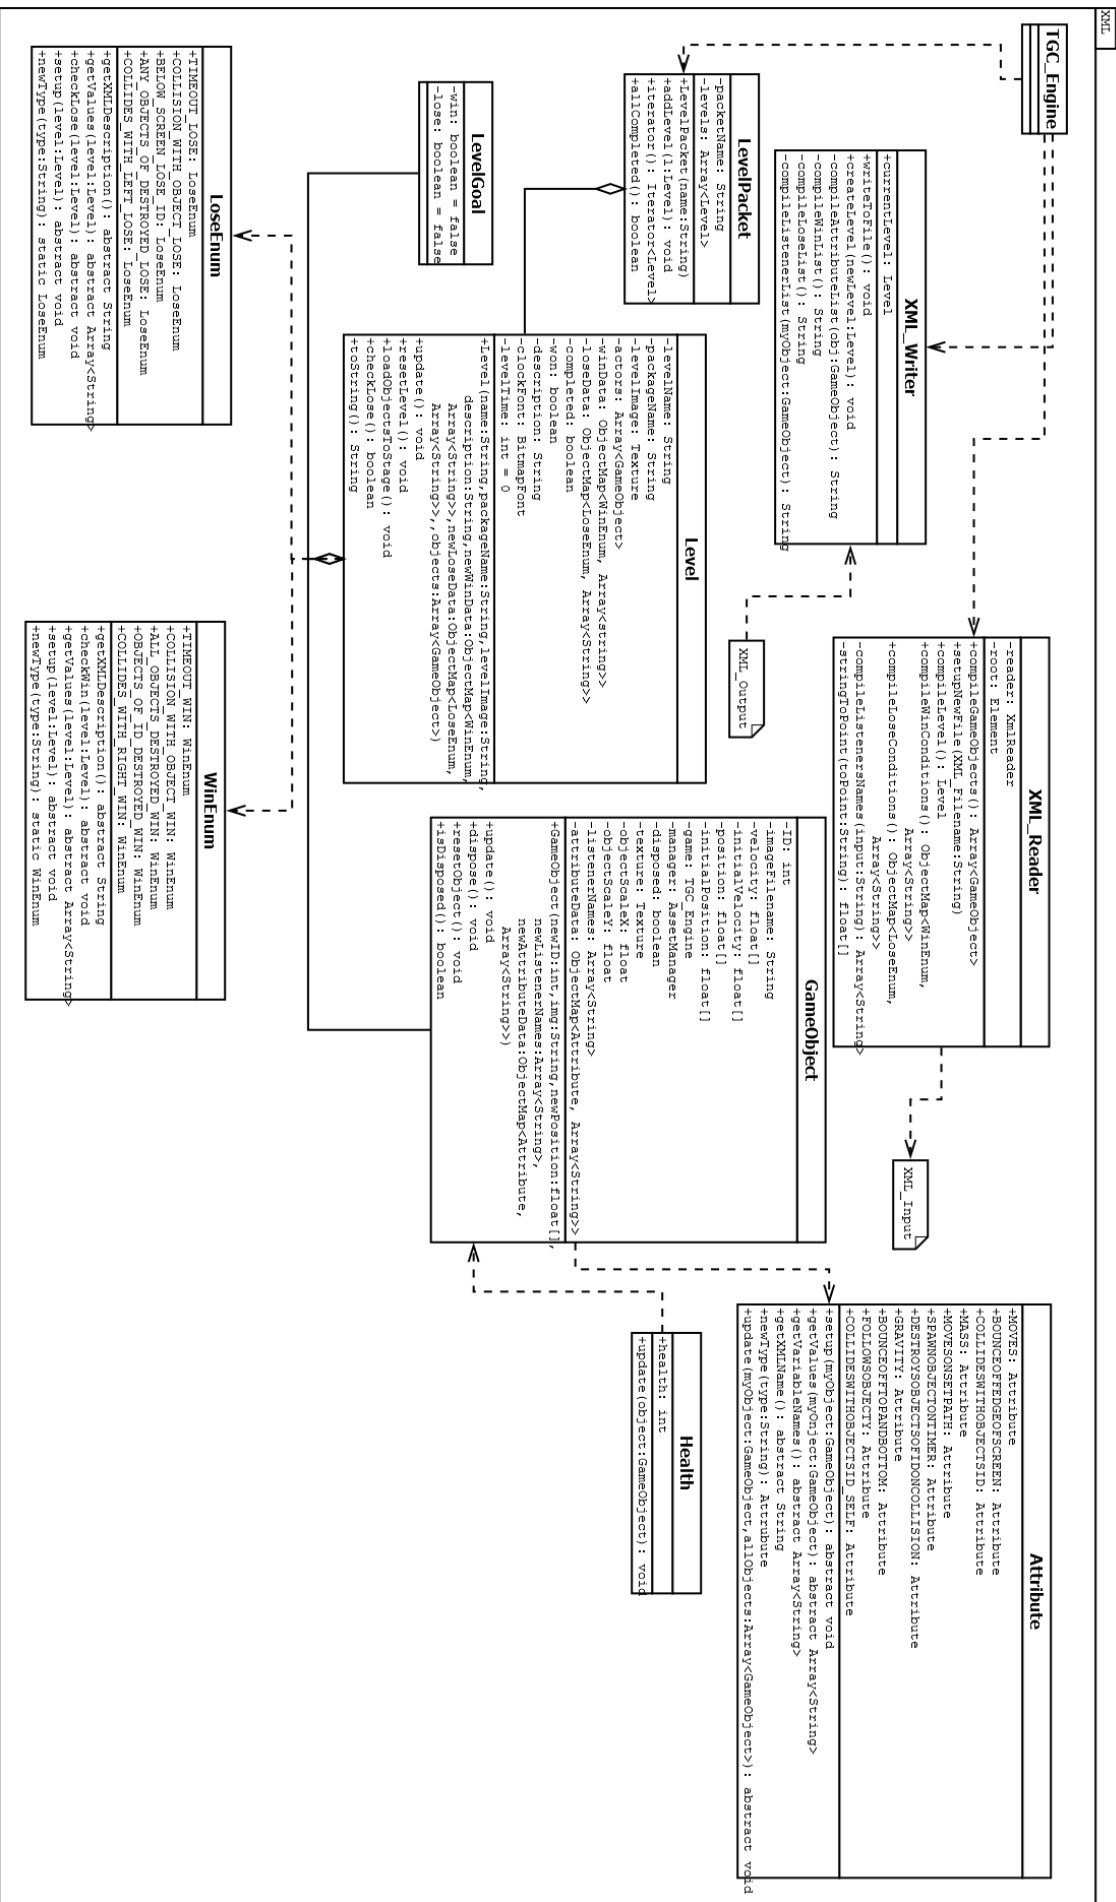 XML
TGC_Engine
XML_Writer
+currentLevel: Level
+writeToFile(): void
+createLevel(newLevel:Level): void
-compileAttributeList(obj:GameObject): String
-compileWinList(): String
-compileLoseList(): String
-compileListenerList(myObject:GameObject): String
XML_Reader
-reader: XmlReader
-root: Element
+compileGameObjects(): Array<GameObject>
+setupNewFile(XML_Filename:String)
+compileLevel(): Level
+compileWinConditions(): ObjectMap<WinEnum,
Array<String>>
+compileLoseConditions(): ObjectMap<LoseEnum,
Array<String>>
-compileListenersNames(input:String): Array<String>
-stringToPoint(toPoint:String): float[]
XML_Output
XML_Input
LevelPacket
-packetName: String
-levels: Array<Level>
+LevelPacket(name:String)
+addLevel(l:Level): void
+iterator(): Iterator<Level>
+allCompleted(): boolean
Level
-levelName: String
-packageName: String
-levelImage: Texture
-actors: Array<GameObject>
-winData: ObjectMap<WinEnum, Array<string>>
-loseData: ObjectMap<LoseEnum, Array<String>>
-completed: boolean
-won: boolean
-description: String
-clockFont: BitmapFont
-levelTime: int = 0
+Level(name:String,packageName:String,levelImage:String,
description:String,newWinData:ObjectMap<WinEnum,
Array<String>>,newLoseData:ObjectMap<LoseEnum,
Array<String>>,,objects:Array<GameObject>)
+update(): void
+resetLevel(): void
+loadObjectsToStage(): void
+checkLose(): boolean
+toString(): String
GameObject
-ID: int
-imageFilename: String
-velocity: float[]
-initialVelocity: float[]
-position: float[]
-initialPosition: float[]
-game: TGC_Engine
-manager: AssetManager
-disposed: boolean
-texture: Texture
-objectScaleX: float
-objectScaleY: float
-listenerNames: Array<String>
-attributeData: ObjectMap<Attribute, Array<String>>
+GameObject(newID:int,img:String,newPosition:float[],
newListenerNames:Array<String>,
newAttributeData:ObjectMap<Attribute,
Array<String>>)
+update(): void
+dispose(): void
+resetObject(): void
+isDisposed(): boolean
Attribute
+MOVES: Attribute
+BOUNCEOFFEDGEOFSCREEN: Attribute
+COLLIDESWITHOBJECTSID: Attribute
+MASS: Attribute
+MOVESONSETPATH: Attribute
+SPAWNOBJECTONTIMER: Attribute
+DESTROYSOBJECTSOFIDONCOLLISION: Attribute
+GRAVITY: Attribute
+BOUNCEOFFTOPANDBOTTOM: Attribute
+FOLLOWSOBJECTY: Attribute
+COLLIDESWITHOBJECTSID_SELF: Attribute
+setup(myObject:GameObject): abstract void
+getValues(myOnject:GameObject): abstract Array<String>
+getVariableNames(): abstract Array<String>
+getXMLName(): abstract String
+newType(type:String): Attrubute
+update(myObject:GameObject,allObjects:Array<GameObject>): abstract void
LevelGoal
-win: boolean = false
-lose: boolean = false
Health
+health: int
+update(object:GameObject): void
LoseEnum
+TIMEOUT_LOSE: LoseEnum
+COLLISION_WITH_OBJECT_LOSE: LoseEnum
+BELOW_SCREEN_LOSE_ID: LoseEnum
+ANY_OBJECTS_OF_DESTROYED_LOSE: LoseEnum
+COLLIDES_WITH_LEFT_LOSE: LoseEnum
+getXMLDescription(): abstract String
+getValues(level:Level): abstract Array<String>
+checkLose(level:Level): abstract void
+setup(level:Level): abstract void
+newType(type:String): static LoseEnum
WinEnum
+TIMEOUT_WIN: WinEnum
+COLLISION_WITH_OBJECT_WIN: WinEnum
+ALL_OBJECTS_DESTROYED_WIN: WinEnum
+OBJECTS_OF_ID_DESTROYED_WIN: WinEnum
+COLLIDES_WITH_RIGHT_WIN: WinEnum
+getXMLDescription(): abstract String
+checkWin(level:Level): abstract void
+getValues(level:Level): abstract Array<String>
+setup(level:Level): abstract void
+newType(type:String): static WinEnum